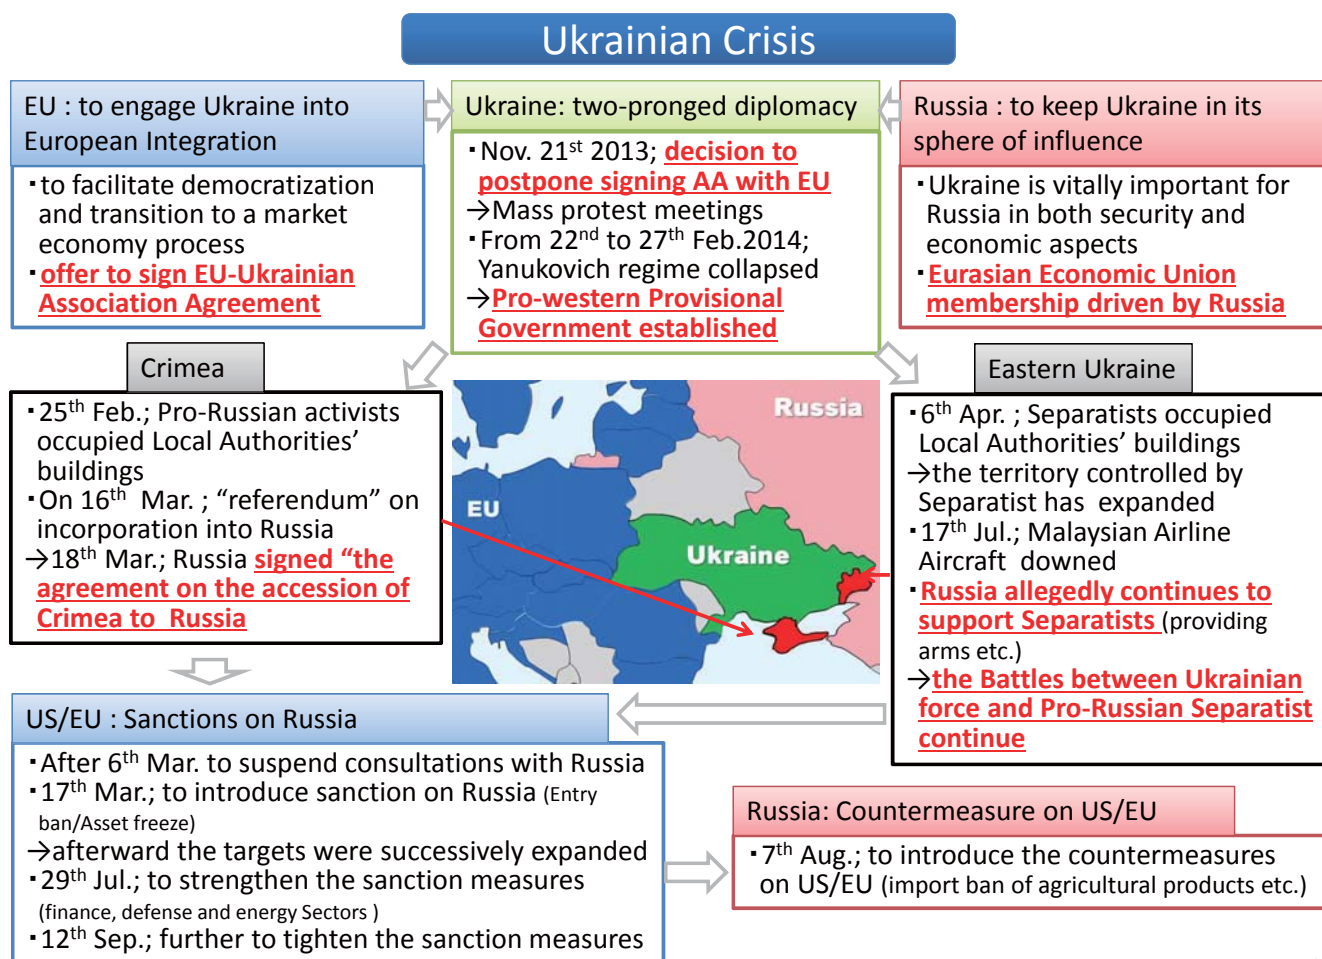 Ukrainian Crisis
EU : to engage Ukraine into
European Integration
・to facilitate democratization
and transition to a market
economy process
・offer to sign EU-Ukrainian
Association Agreement
Ukraine: two-pronged diplomacy
・Nov. 21st 2013; decision to
postpone signing AA with EU
→Mass protest meetings
・From 22nd to 27th Feb.2014;
Yanukovich regime collapsed
→Pro-western Provisional
Government established
Russia : to keep Ukraine in its
sphere of influence
・Ukraine is vitally important for
Russia in both security and
economic aspects
・Eurasian Economic Union
membership driven by Russia
Crimea
・25th Feb.; Pro-Russian activists
occupied Local Authorities’
buildings
・On 16th Mar. ; “referendum” on
incorporation into Russia
→18th Mar.; Russia signed “the
agreement on the accession of
Crimea to Russia
Russia
EU
Ukraine
Eastern Ukraine
・6th Apr. ; Separatists occupied
Local Authorities’ buildings
→the territory controlled by
Separatist has expanded
・17th Jul.; Malaysian Airline
Aircraft downed
・Russia allegedly continues to
support Separatists (providing
arms etc.)
→the Battles between Ukrainian
force and Pro-Russian Separatist
continue
US/EU : Sanctions on Russia
・After 6th Mar. to suspend consultations with Russia
・17th Mar.; to introduce sanction on Russia (Entry
ban/Asset freeze)
→afterward the targets were successively expanded
・29th Jul.; to strengthen the sanction measures
(finance, defense and energy Sectors )
・12th Sep.; further to tighten the sanction measures
Russia: Countermeasure on US/EU
・7th Aug.; to introduce the countermeasures
on US/EU (import ban of agricultural products etc.)